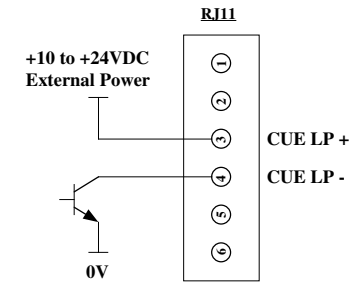 RJ11
+10 to +24VDC
External Power
1
2
3
CUE LP +
4
CUE LP -
5
6
0V